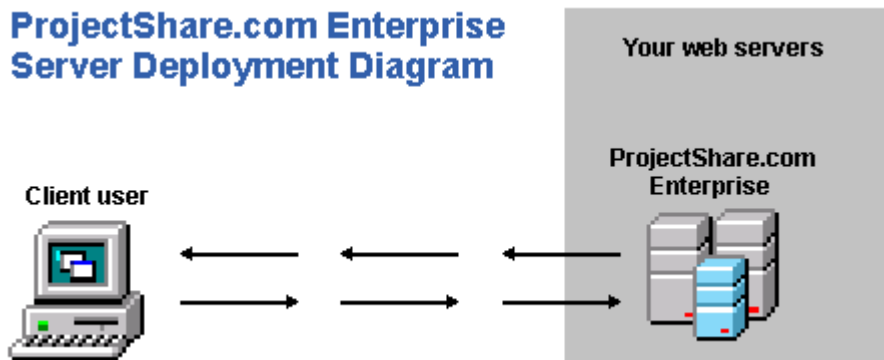 ProjectShare.com Enterprise
Server Deployment Diagram
Your web servers
ProjectShare.com
Enterprise
Client user